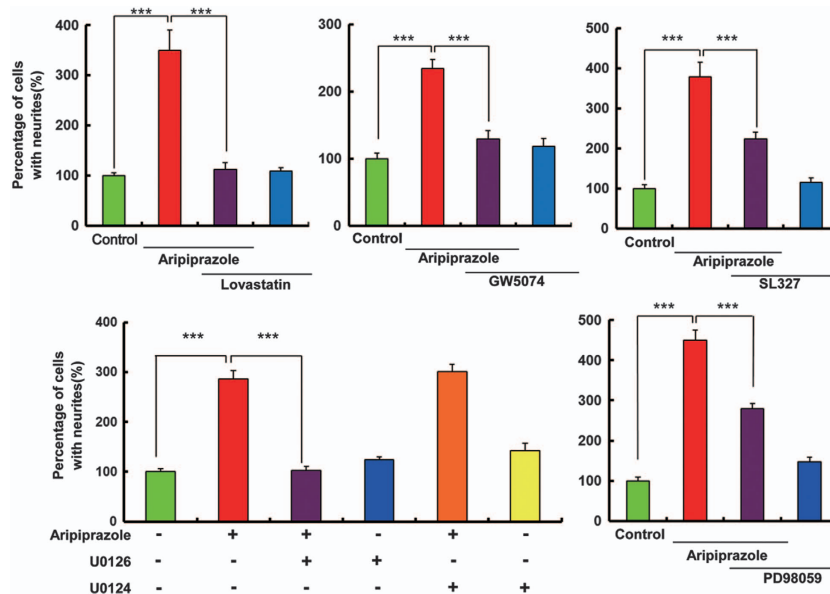 Percentage of cells
with neurites(%)
400
300
200
100
0
*** ***
Control
Aripiprazole
Lovastatin
300
200
100
0
*** ***
Control
Aripiprazole
GW5074
500
400
300
200
100
0
*** ***
Control
Aripiprazole
SL327
Percentage of cells
with neurites(%)
400
300
200
100
0
*** ***
Aripiprazole - + + - + -
U0126 - - + + - -
U0124 - - - - + +
500
400
300
200
100
0
*** ***
Control
Aripiprazole
PD98059